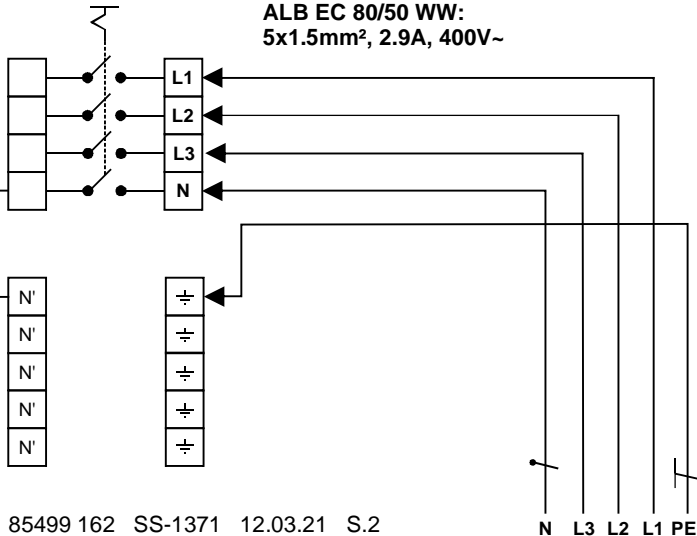 ALB EC 80/50 WW:
5x1.5mm², 2.9A, 400V~
L1
L2
L3
N
N'
N'
N'
N'
N'
85499 162 SS-1371 12.03.21 S.2
N L3 L2 L1 PE